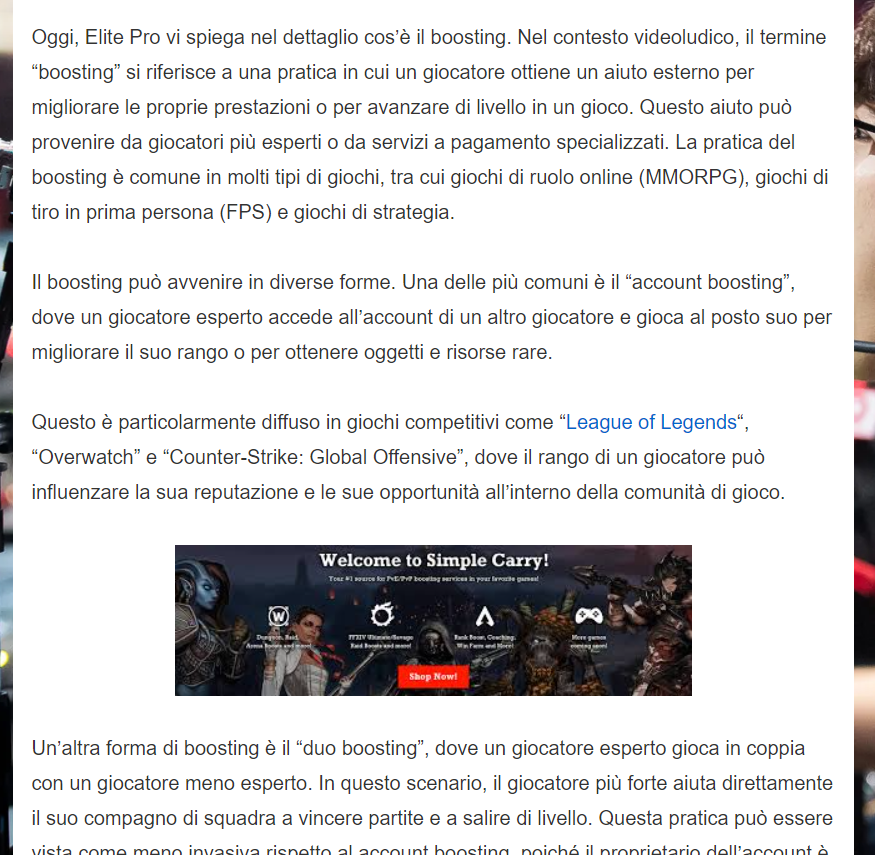 Oggi, Elite Pro vi spiega nel dettaglio cos’è il boosting. Nel contesto videoludico, il termine
“boosting” si riferisce a una pratica in cui un giocatore ottiene un aiuto esterno per
migliorare le proprie prestazioni o per avanzare di livello in un gioco. Questo aiuto può
provenire da giocatori più esperti o da servizi a pagamento specializzati. La pratica del
boosting è comune in molti tipi di giochi, tra cui giochi di ruolo online (MMORPG), giochi di
tiro in prima persona (FPS) e giochi di strategia.
Il boosting può avvenire in diverse forme. Una delle più comuni è il “account boosting”,
dove un giocatore esperto accede all’account di un altro giocatore e gioca al posto suo per
migliorare il suo rango o per ottenere oggetti e risorse rare.
Questo è particolarmente diffuso in giochi competitivi come “League of Legends“,
“Overwatch” e “Counter-Strike: Global Offensive”, dove il rango di un giocatore può
influenzare la sua reputazione e le sue opportunità all’interno della comunità di gioco.
Welcome to Simple Carry!
Your #1 source for PvE/PvP boosting services in your favorite games!
Dungeon, Raid,
Arena Boosts and more!
FFXIV Ultimate/Savage
Raid Boosts and more!
Rank Boost, Coaching,
Win Farm and More!
More games
coming soon!
Shop Now!
Un’altra forma di boosting è il “duo boosting”, dove un giocatore esperto gioca in coppia
con un giocatore meno esperto. In questo scenario, il giocatore più forte aiuta direttamente
il suo compagno di squadra a vincere partite e a salire di livello. Questa pratica può essere
vista come meno invasiva rispetto al account boosting, poiché il proprietario dell’account è